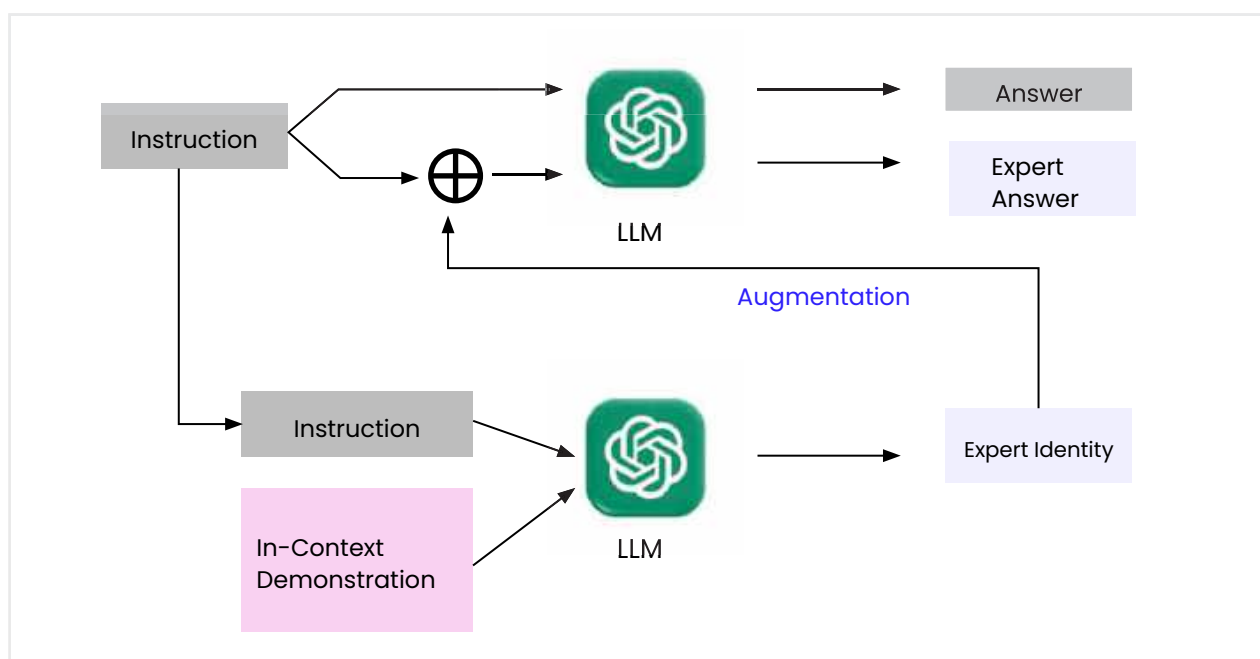 Answer
Instruction
Expert
Answer
LLM
Augmentation
Instruction
Expert Identity
In-Context
Demonstration
LLM